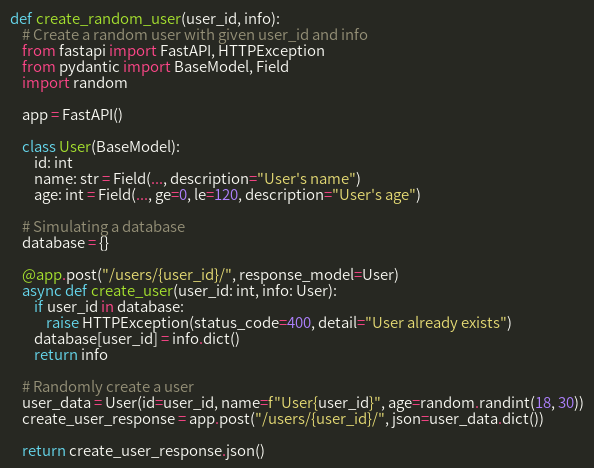 def create_random_user(user_id, info):
    # Create a random user with given user_id and info
    from fastapi import FastAPI, HTTPException
    from pydantic import BaseModel, Field
    import random

    app = FastAPI()

    class User(BaseModel):
        id: int
        name: str = Field(..., description="User's name")
        age: int = Field(..., ge=0, le=120, description="User's age")

    # Simulating a database
    database = {}

    @app.post("/users/{user_id}/", response_model=User)
    async def create_user(user_id: int, info: User):
        if user_id in database:
            raise HTTPException(status_code=400, detail="User already exists")
        database[user_id] = info.dict()
        return info

    # Randomly create a user
    user_data = User(id=user_id, name=f"User{user_id}", age=random.randint(18, 30))
    create_user_response = app.post("/users/{user_id}/", json=user_data.dict())

    return create_user_response.json()